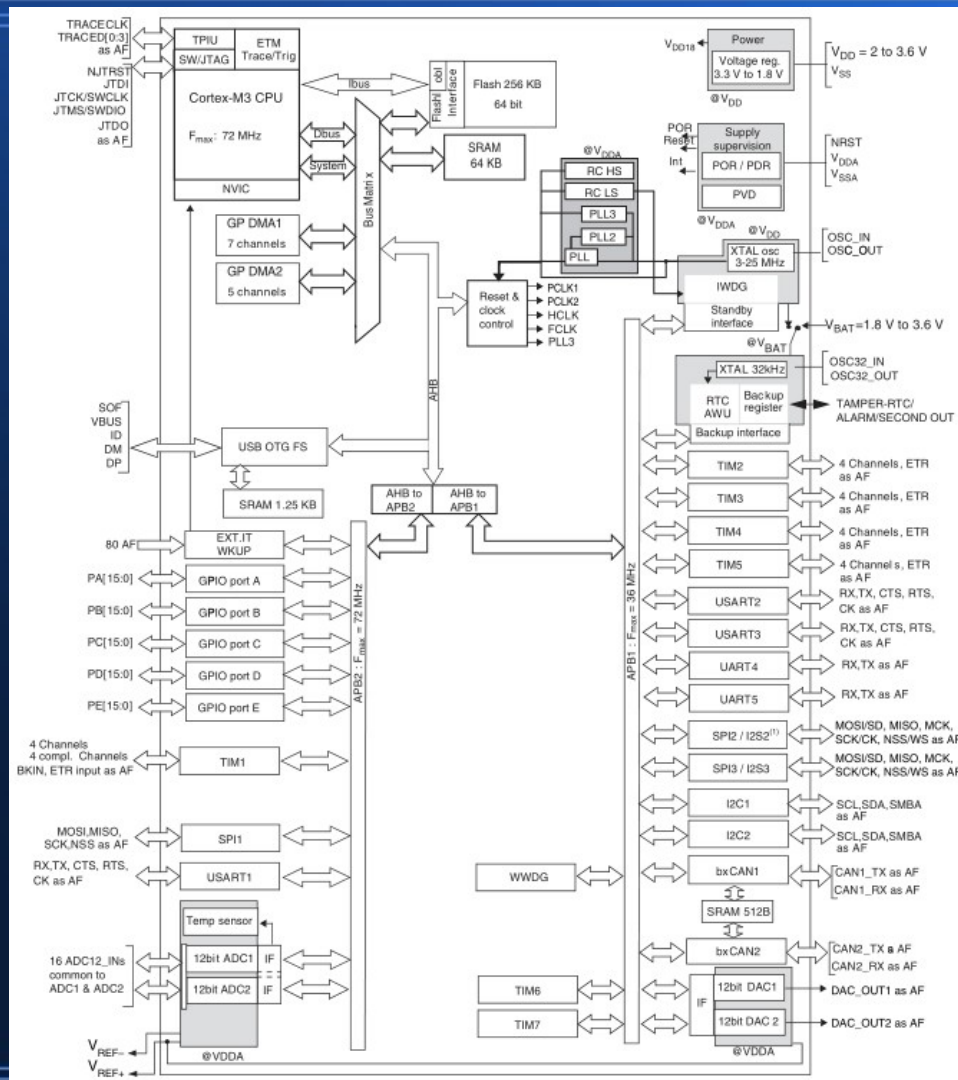 TRACECLK
TRACED[0:3]
as AF
NJTRST
JTDI
JTCK/SWCLK
JTMS/SWDIO
JTDO
as AF
TPIU
ETM
Trace/Trig
SW/JTAG
Cortex-M3 CPU
Fmax: 72 MHz
NVIC
Ibus
Dbus
System
Flashl obl
Interface
Flash 256 KB
64 bit
SRAM
64 KB
BusMatrix
GP DMA1
7 channels
GP DMA2
5 channels
@VDDA
RC HS
RC LS
PLL3
PLL2
PLL
Reset &
clock
control
PCLK1
PCLK2
HCLK
FCLK
PLL3
VDD18
Power
Voltage reg.
3.3 V to 1.8 V
@VDD
VDD = 2 to 3.6 V
VSS
POR
Reset
Int
Supply
supervision
POR / PDR
PVD
@VDDA
NRST
VDDA
VSSA
@VDD
XTAL osc
3-25 MHz
IWDG
Standby
interface
OSC_IN
OSC_OUT
VBAT=1.8 V to 3.6 V
@VBAT
XTAL 32kHz
RTC
AWU
Backup
register
Backup interface
OSC32_IN
OSC32_OUT
TAMPER-RTC/
ALARM/SECOND OUT
AHB
SOF
VBUS
ID
DM
DP
USB OTG FS
SRAM 1.25 KB
AHB to
APB2
AHB to
APB1
80 AF
EXT.IT
WKUP
PA[15:0]
GPIO port A
PB[15:0]
GPIO port B
PC[15:0]
GPIO port C
PD[15:0]
GPIO port D
PE[15:0]
GPIO port E
4 Channels
4 compl. Channels
BKIN, ETR input as AF
TIM1
MOSI,MISO,
SCK,NSS as AF
SPI1
RX,TX, CTS, RTS,
CK as AF
USART1
Temp sensor
16 ADC12_INs
common to
ADC1 & ADC2
12bit ADC1
IF
12bit ADC2
IF
VREF–
VREF+
@VDDA
APB2 : Fmax = 72 MHz
APB1 : Fmax = 36 MHz
TIM2
4 Channels, ETR
as AF
TIM3
4 Channels, ETR
as AF
TIM4
4 Channels, ETR
as AF
TIM5
4 Channels, ETR
as AF
USART2
RX,TX, CTS, RTS,
CK as AF
USART3
RX,TX, CTS, RTS,
CK as AF
UART4
RX,TX as AF
UART5
RX,TX as AF
SPI2 / I2S2(1)
MOSI/SD, MISO, MCK,
SCK/CK, NSS/WS as AF
SPI3 / I2S3
MOSI/SD, MISO, MCK,
SCK/CK, NSS/WS as AF
I2C1
SCL,SDA,SMBA
as AF
I2C2
SCL,SDA,SMBA
as AF
WWDG
bxCAN1
CAN1_TX as AF
CAN1_RX as AF
SRAM 512B
bxCAN2
CAN2_TX a AF
CAN2_RX as AF
TIM6
TIM7
IF
12bit DAC1
DAC_OUT1 as AF
12bit DAC 2
DAC_OUT2 as AF
@VDDA